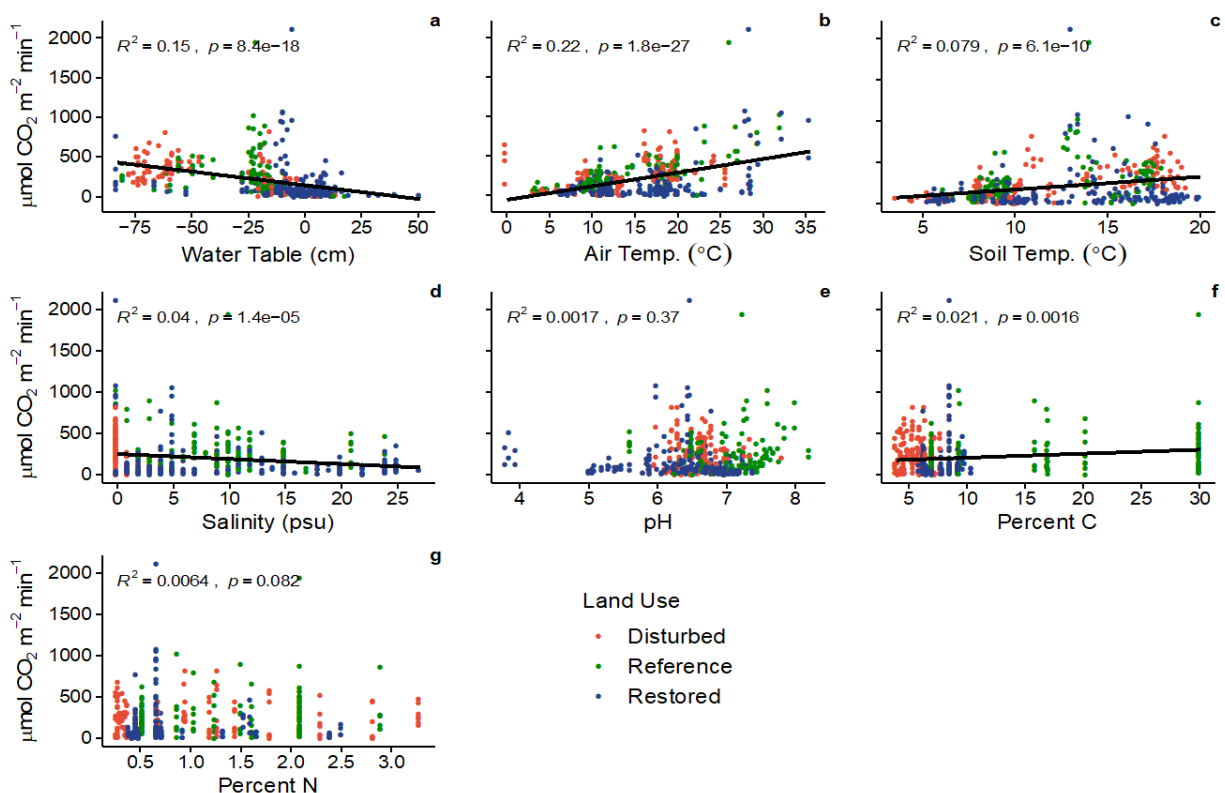 a
R² = 0.15 , p = 8.4e−18
μmol CO₂ m⁻² min⁻¹
2000
1500
1000
500
0
−75 −50 −25 0 25 50
Water Table (cm)
b
R² = 0.22 , p = 1.8e−27
0 5 10 15 20 25 30 35
Air Temp. (°C)
c
R² = 0.079 , p = 6.1e−10
5 10 15 20
Soil Temp. (°C)
d
R² = 0.04 , p = 1.4e−05
μmol CO₂ m⁻² min⁻¹
2000
1500
1000
500
0
0 5 10 15 20 25
Salinity (psu)
e
R² = 0.0017 , p = 0.37
4 5 6 7 8
pH
f
R² = 0.021 , p = 0.0016
5 10 15 20 25 30
Percent C
g
R² = 0.0064 , p = 0.082
μmol CO₂ m⁻² min⁻¹
2000
1500
1000
500
0
0.5 1.0 1.5 2.0 2.5 3.0
Percent N
Land Use
Disturbed
Reference
Restored